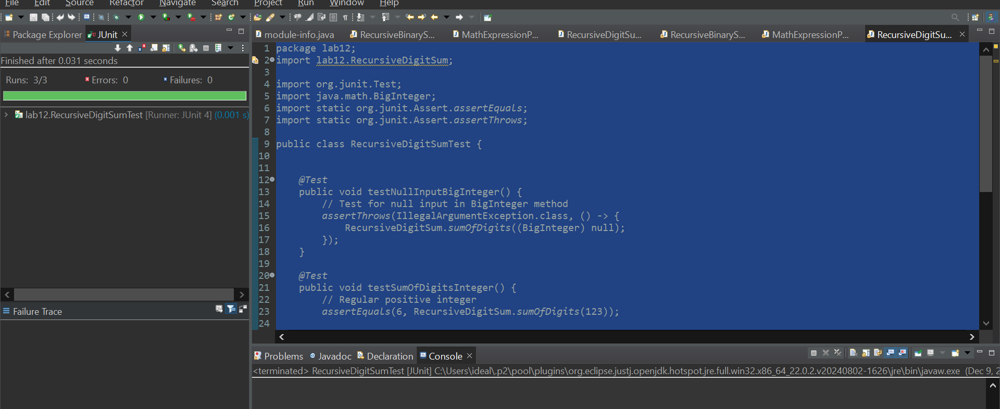 File Edit Source Refactor Navigate Search Project Run Window Help
Package Explorer JUnit
Finished after 0.031 seconds
Runs: 3/3 Errors: 0 Failures: 0
lab12.RecursiveDigitSumTest [Runner: JUnit 4] (0.001 s)
Failure Trace
module-info.java RecursiveBinaryS... MathExpressionP... RecursiveDigitSu... RecursiveBinaryS... MathExpressionP... RecursiveDigitSu...
1 package lab12;
2 import lab12.RecursiveDigitSum;
3
4 import org.junit.Test;
5 import java.math.BigInteger;
6 import static org.junit.Assert.assertEquals;
7 import static org.junit.Assert.assertThrows;
8
9 public class RecursiveDigitSumTest {
10
11
12 @Test
13 public void testNullInputBigInteger() {
14 // Test for null input in BigInteger method
15 assertThrows(IllegalArgumentException.class, () -> {
16 RecursiveDigitSum.sumOfDigits((BigInteger) null);
17 });
18 }
19
20 @Test
21 public void testSumOfDigitsInteger() {
22 // Regular positive integer
23 assertEquals(6, RecursiveDigitSum.sumOfDigits(123));
24
Problems Javadoc Declaration Console
<terminated> RecursiveDigitSumTest [JUnit] C:\Users\ideal\.p2\pool\plugins\org.eclipse.justj.openjdk.hotspot.jre.full.win32.x86_64_22.0.2.v20240802-1626\jre\bin\javaw.exe (Dec 9, 2